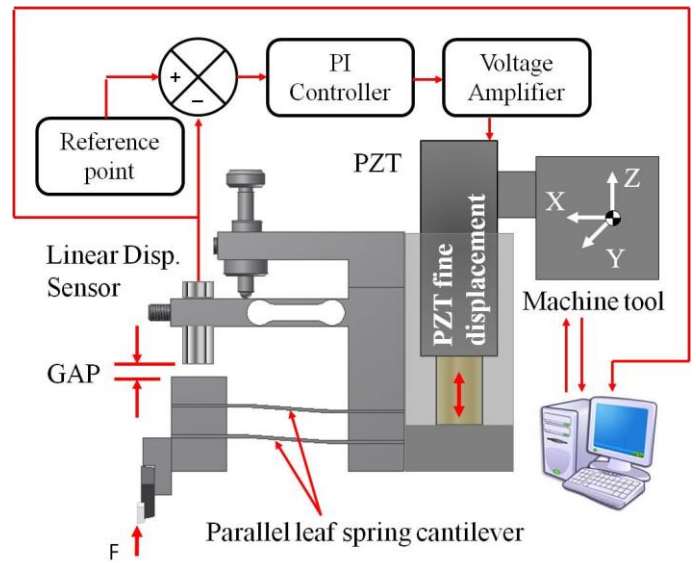 +
−
PI
Controller
Voltage
Amplifier
Reference
point
PZT
Z
X
Y
Linear Disp.
Sensor
PZT fine
displacement
Machine tool
GAP
Parallel leaf spring cantilever
F